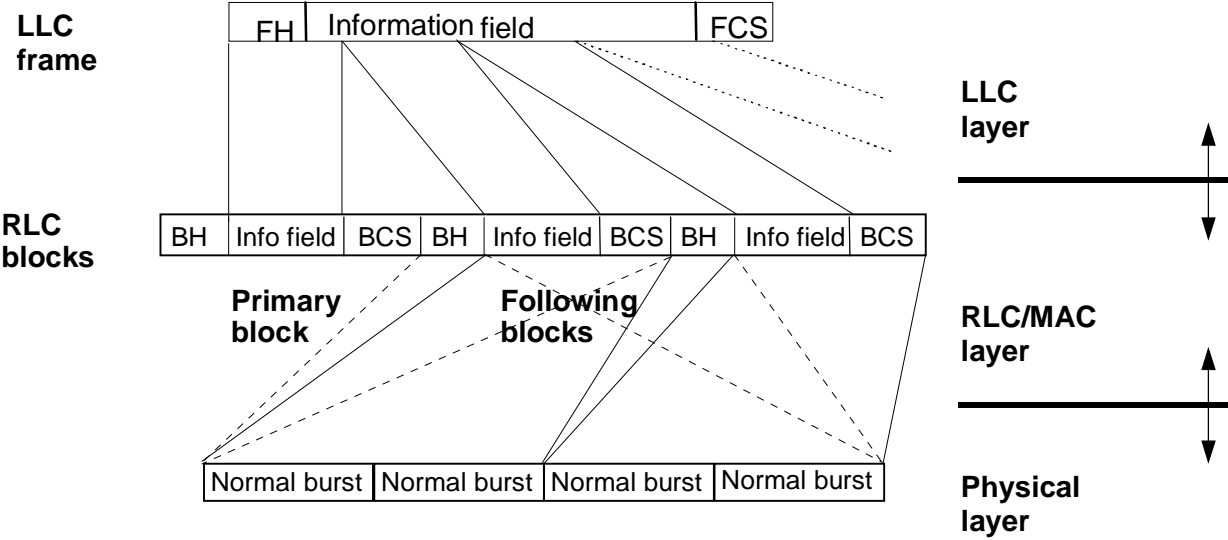 LLC
frame
FH Information field FCS
LLC
layer
RLC
blocks
BH Info field BCS BH Info field BCS BH Info field BCS
Primary
block
Following
blocks
RLC/MAC
layer
Normal burst Normal burst Normal burst Normal burst
Physical
layer